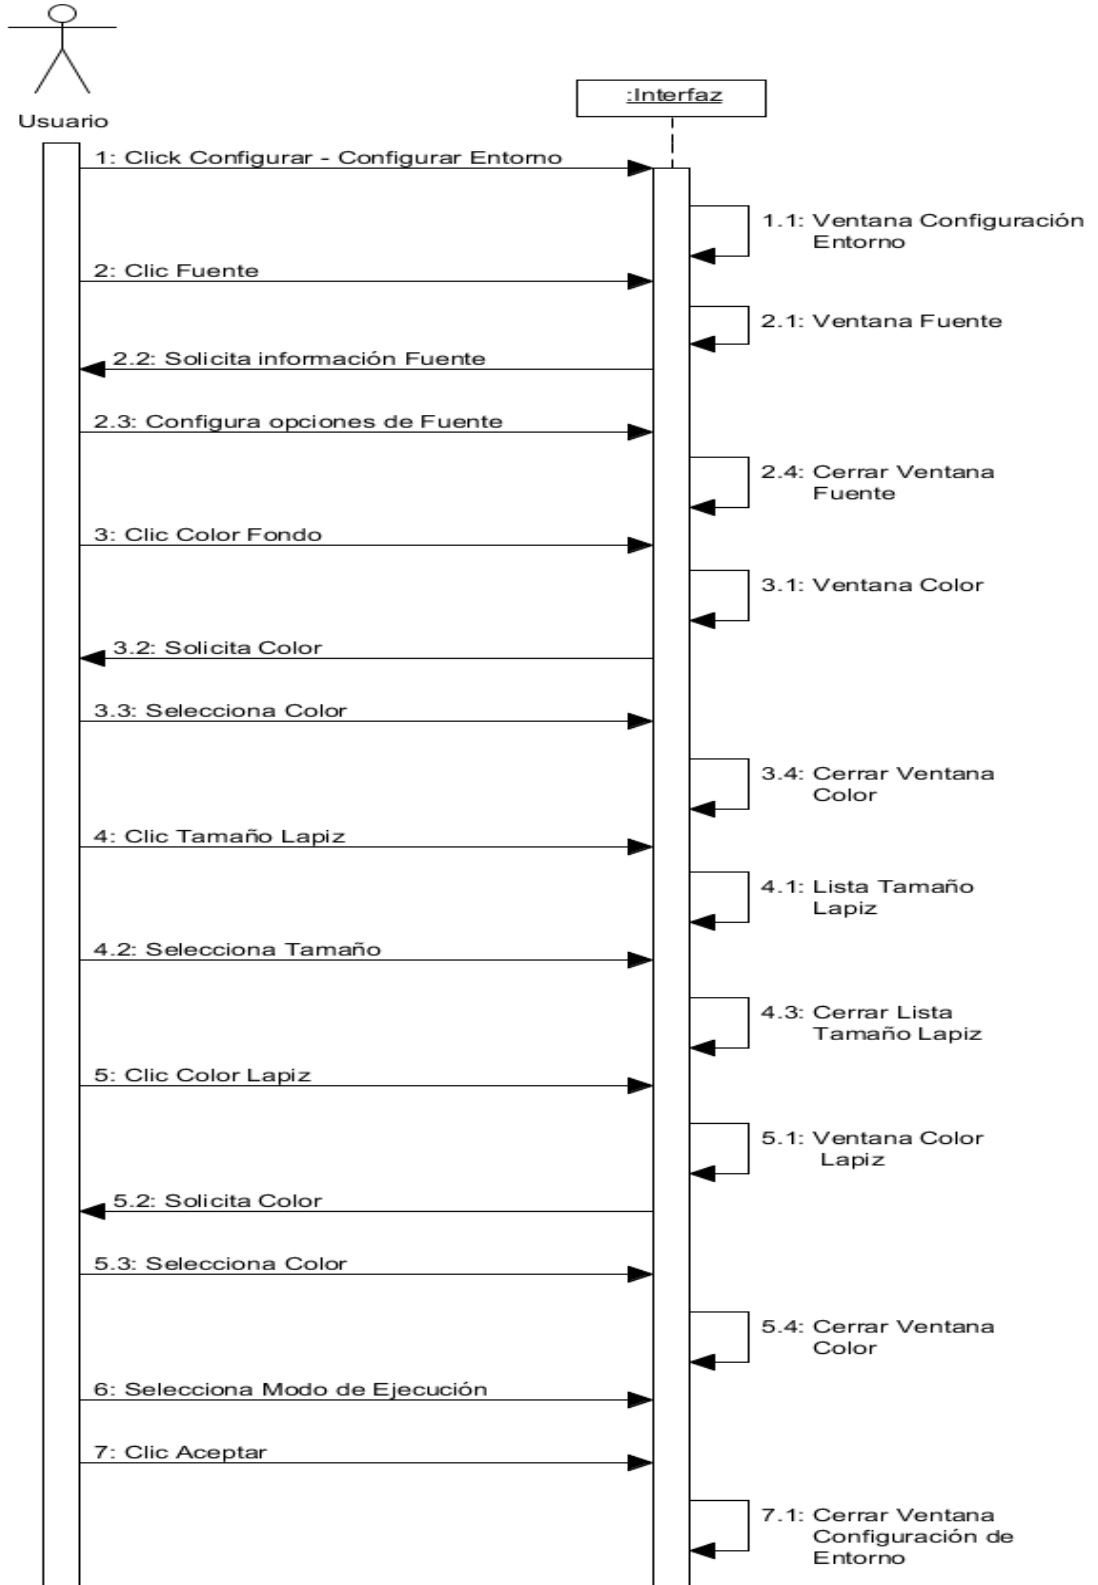 :Interfaz
Usuario
1: Click Configurar - Configurar Entorno
1.1: Ventana Configuración
Entorno
2: Clic Fuente
2.1: Ventana Fuente
2.2: Solicita información Fuente
2.3: Configura opciones de Fuente
2.4: Cerrar Ventana
Fuente
3: Clic Color Fondo
3.1: Ventana Color
3.2: Solicita Color
3.3: Selecciona Color
3.4: Cerrar Ventana
Color
4: Clic Tamaño Lapiz
4.1: Lista Tamaño
Lapiz
4.2: Selecciona Tamaño
4.3: Cerrar Lista
Tamaño Lapiz
5: Clic Color Lapiz
5.1: Ventana Color
Lapiz
5.2: Solicita Color
5.3: Selecciona Color
5.4: Cerrar Ventana
Color
6: Selecciona Modo de Ejecución
7: Clic Aceptar
7.1: Cerrar Ventana
Configuración de
Entorno